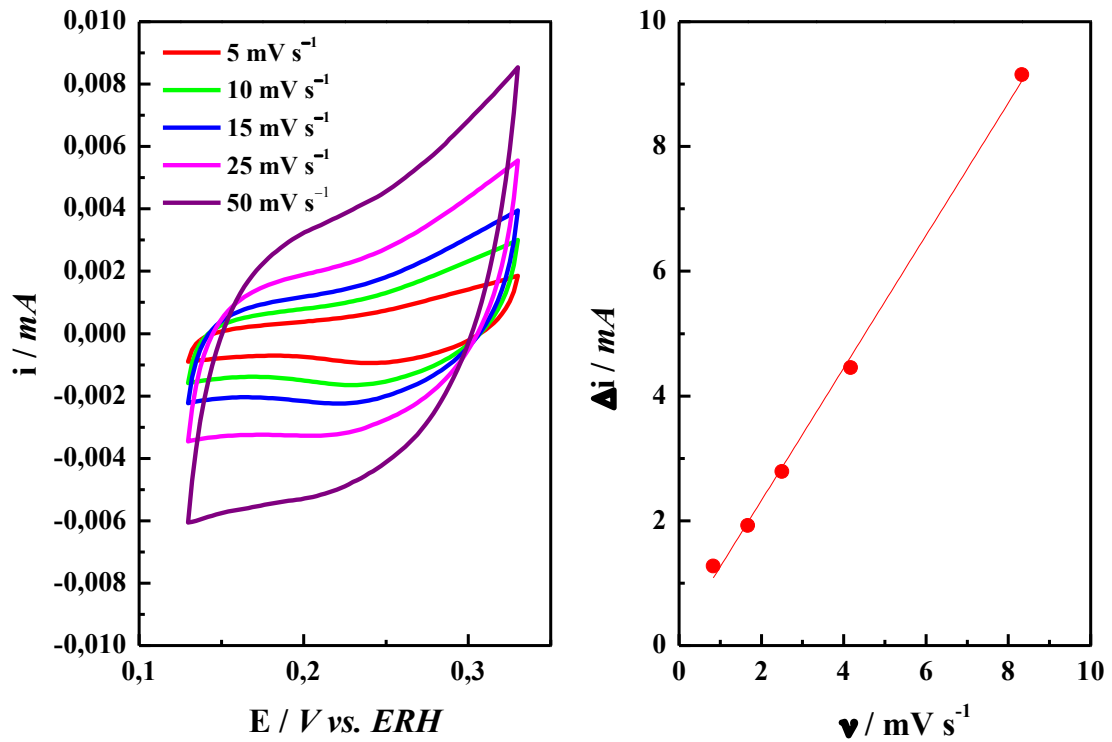 0,010
0,008
0,006
0,004
0,002
0,000
-0,002
-0,004
-0,006
-0,008
-0,010
i / mA
5 mV s⁻¹
10 mV s⁻¹
15 mV s⁻¹
25 mV s⁻¹
50 mV s⁻¹
0,1
0,2
0,3
E / V vs. ERH
10
8
6
4
2
0
Δi / mA
0
2
4
6
8
10
ν / mV s⁻¹